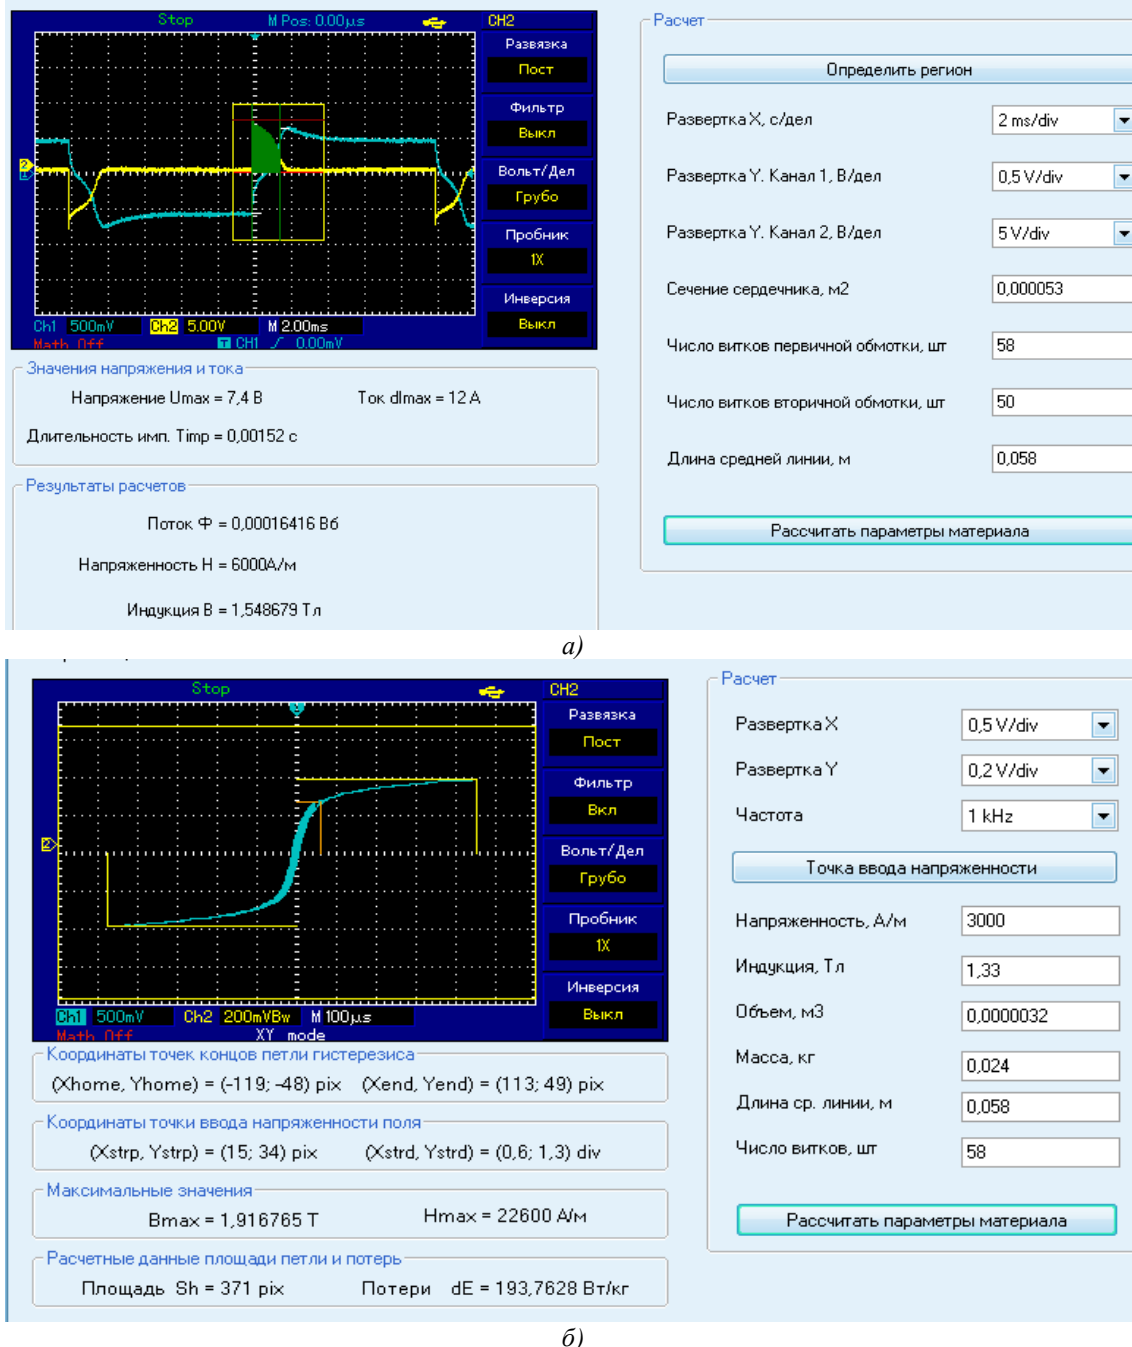 Stop M Pos: 0.00µs CH2
Развязка
Пост
Фильтр
Выкл
Вольт/Дел
Грубо
Пробник
1X
Инверсия
Выкл
2
1
Ch1 500mV Ch2 5.00V M 2.00ms
Math Off T CH1 0.00mV
Расчет
Определить регион
Развертка X, с/дел 2 ms/div
Развертка Y. Канал 1, В/дел 0,5 V/div
Развертка Y. Канал 2, В/дел 5 V/div
Сечение сердечника, м2 0,000053
Число витков первичной обмотки, шт 58
Число витков вторичной обмотки, шт 50
Длина средней линии, м 0,058
Рассчитать параметры материала
Значения напряжения и тока
Напряжение Umax = 7,4 В Ток dImax = 12 А
Длительность имп. Timp = 0,00152 с
Результаты расчетов
Поток Ф = 0,00016416 Вб
Напряженность H = 6000А/м
Индукция B = 1,548679 Тл
а)
Stop CH2
Развязка
Пост
Фильтр
Вкл
Вольт/Дел
Грубо
Пробник
1X
Инверсия
Выкл
2
Ch1 500mV Ch2 200mVBw M 100µs
Math Off XY mode
Расчет
Развертка X 0,5 V/div
Развертка Y 0,2 V/div
Частота 1 kHz
Точка ввода напряженности
Напряженность, А/м 3000
Индукция, Тл 1,33
Объем, м3 0,0000032
Масса, кг 0,024
Длина ср. линии, м 0,058
Число витков, шт 58
Рассчитать параметры материала
Координаты точек концов петли гистерезиса
(Xhome, Yhome) = (-119; -48) pix (Xend, Yend) = (113; 49) pix
Координаты точки ввода напряженности поля
(Xstrp, Ystrp) = (15; 34) pix (Xstrd, Ystrd) = (0,6; 1,3) div
Максимальные значения
Bmax = 1,916765 T Hmax = 22600 А/м
Расчетные данные площади петли и потерь
Площадь Sh = 371 pix Потери dE = 193,7628 Вт/кг
б)